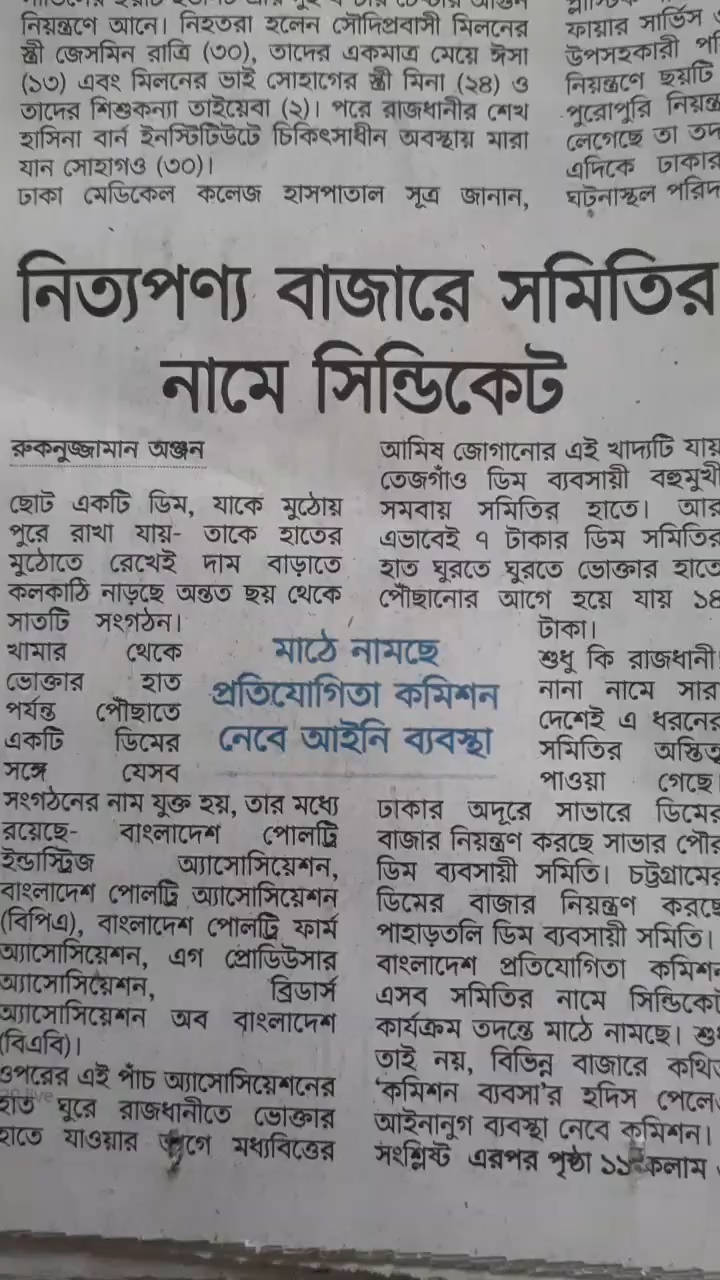 নিয়ন্ত্রণে আনে। নিহতরা হলেন সৌদিপ্রবাসী মিলনের
স্ত্রী জেসমিন রাত্রি (৩০), তাদের একমাত্র মেয়ে ঈসা
(১৩) এবং মিলনের ভাই সোহাগের স্ত্রী মিনা (২৪) ও
তাদের শিশুকন্যা তাইয়েবা (২)। পরে রাজধানীর শেখ
হাসিনা বার্ন ইনস্টিটিউটে চিকিৎসাধীন অবস্থায় মারা
যান সোহাগও (৩০)।
ঢাকা মেডিকেল কলেজ হাসপাতাল সূত্র জানান,
ফায়ার সার্ভিস
উপসহকারী
নিয়ন্ত্রণে ছয়টি
পুরোপুরি
লেগেছে তা
এদিকে ঢাকার
ঘটনাস্থল
নিত্যপণ্য বাজারে সমিতির
নামে সিন্ডিকেট
রুকনুজ্জামান অঞ্জন
ছোট একটি ডিম, যাকে মুঠোয়
পুরে রাখা যায়- তাকে হাতের
মুঠোতে রেখেই দাম বাড়াতে
কলকাঠি নাড়ছে অন্তত ছয় থেকে
সাতটি সংগঠন।
খামার থেকে
ভোক্তার হাত
পর্যন্ত পৌঁছাতে
একটি ডিমের
সঙ্গে যেসব
সংগঠনের নাম যুক্ত হয়, তার মধ্যে
রয়েছে- বাংলাদেশ পোলট্রি
ইন্ডাস্ট্রিজ অ্যাসোসিয়েশন,
বাংলাদেশ পোলট্রি অ্যাসোসিয়েশন
(বিপিএ), বাংলাদেশ পোলট্রি ফার্ম
অ্যাসোসিয়েশন, এগ প্রোডিউসার
অ্যাসোসিয়েশন, ব্রিডার্স
অ্যাসোসিয়েশন অব বাংলাদেশ
(বিএবি)।
ওপরের এই পাঁচ অ্যাসোসিয়েশনের
হাত ঘুরে রাজধানীতে ভোক্তার
হাতে যাওয়ার আগে মধ্যবিত্তের
মাঠে নামছে
প্রতিযোগিতা কমিশন
নেবে আইনি ব্যবস্থা
আমিষ জোগানোর এই খাদ্যটি যায়
তেজগাঁও ডিম ব্যবসায়ী বহুমুখী
সমবায় সমিতির হাতে। আর
এভাবেই ৭ টাকার ডিম সমিতির
হাত ঘুরতে ঘুরতে ভোক্তার হাতে
পৌঁছানোর আগে হয়ে যায় ১৪
টাকা।
শুধু কি রাজধানী
নানা নামে সার
দেশেই এ ধরনের
সমিতির অস্তিত্ব
পাওয়া গেছে।
ঢাকার অদূরে সাভারে ডিমের
বাজার নিয়ন্ত্রণ করছে সাভার পৌর
ডিম ব্যবসায়ী সমিতি। চট্টগ্রামের
ডিমের বাজার নিয়ন্ত্রণ করছে
পাহাড়তলি ডিম ব্যবসায়ী সমিতি।
বাংলাদেশ প্রতিযোগিতা কমিশন
এসব সমিতির নামে সিন্ডিকো
কার্যক্রম তদন্তে মাঠে নামছে। শুধু
তাই নয়, বিভিন্ন বাজারে কথি
'কমিশন ব্যবসা'র হদিস পেলে
আইনানুগ ব্যবস্থা নেবে কমিশন।
সংশ্লিষ্ট এরপর পৃষ্ঠা ১১ কলাম